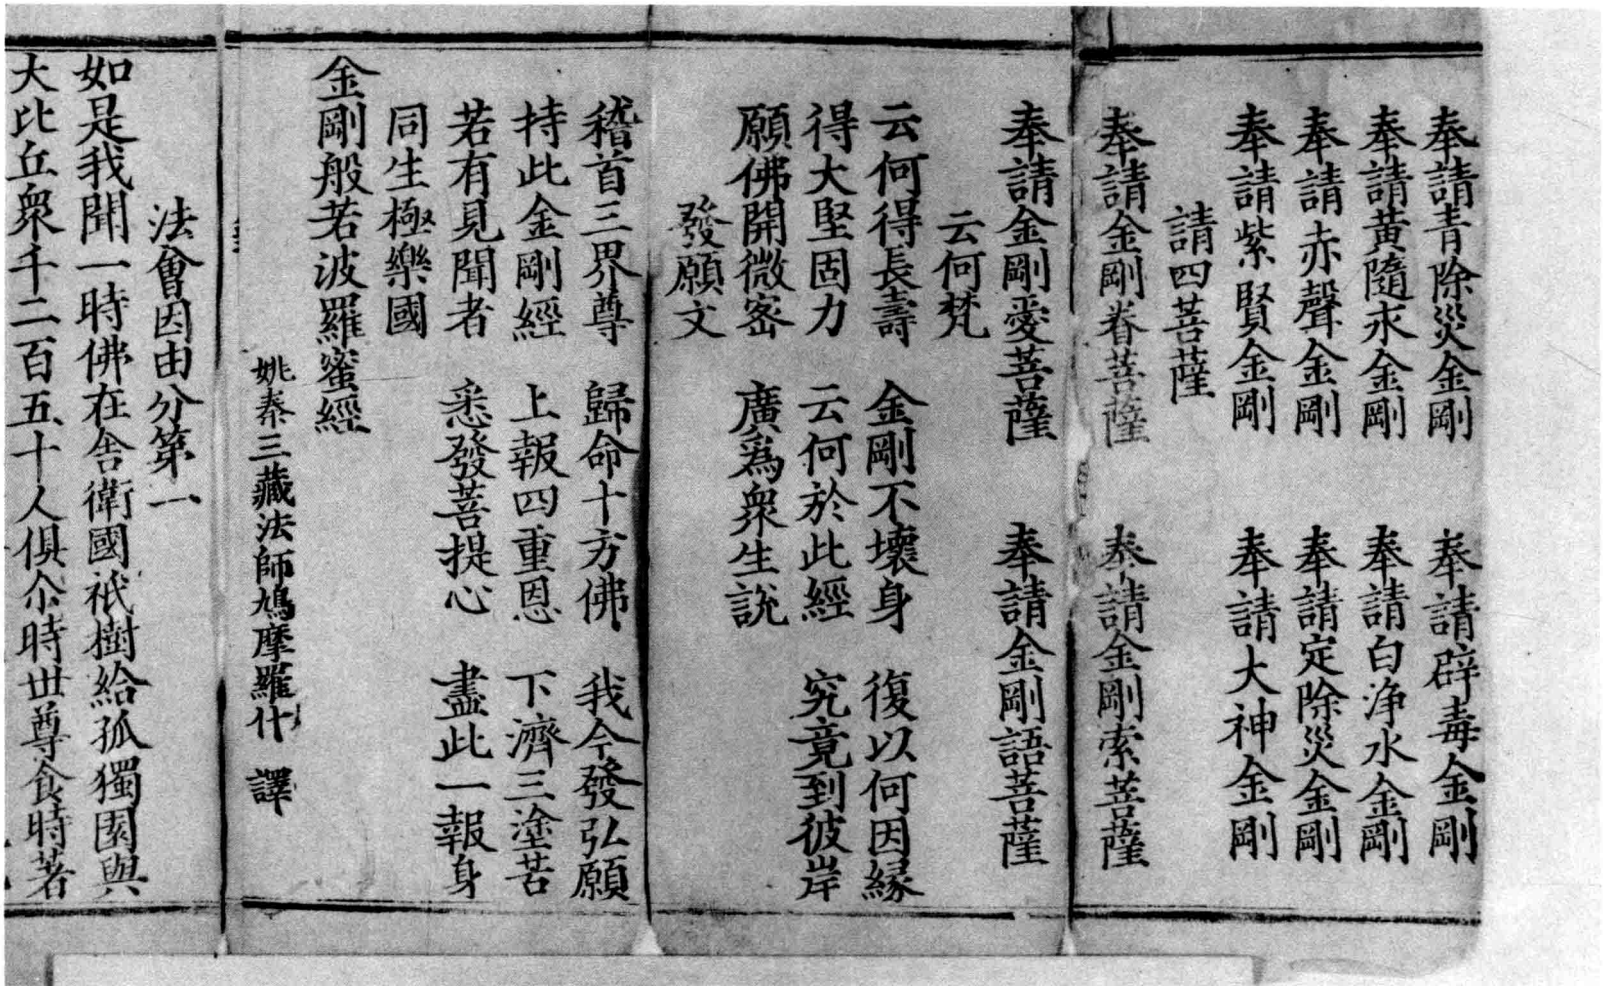 奉請青除災金剛　奉請辟毒金剛
奉請黃隨求金剛　奉請白淨水金剛
奉請赤聲金剛　奉請定除災金剛
奉請紫賢金剛　奉請大神金剛
請四菩薩
奉請金剛眷菩薩　奉請金剛索菩薩
奉請金剛愛菩薩　奉請金剛語菩薩
云何梵
云何得長壽　金剛不壞身　復以何因緣
得大堅固力　云何於此經　究竟到彼岸
願佛開微宻　廣爲衆生說
發願文
稽首三界尊　歸命十方佛　我今發弘願
持此金剛經　上報四重恩　下濟三塗苦
若有見聞者　悉發菩提心　盡此一報身
同生極樂國
金剛般若波羅蜜經
姚秦三藏法師鳩摩羅什　譯
法會因由分第一
如是我聞一時佛在舍衛國祇樹給孤獨園與
大比丘衆千二百五十人俱尒時世尊食時著